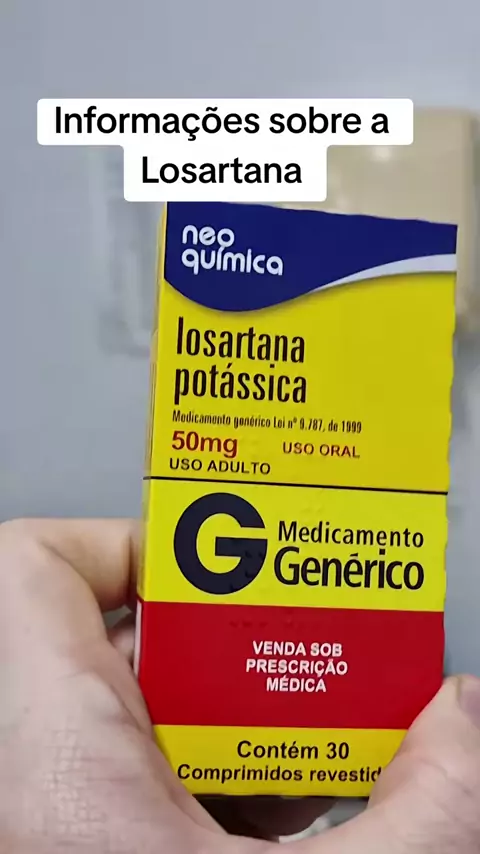 Informações sobre a
Losartana
neo
química
losartana
potássica
Medicamento genérico Lei nº 9.787, de 1999
50mg USO ORAL
USO ADULTO
G Medicamento
Genérico
VENDA SOB
PRESCRIÇÃO
MÉDICA
Contém 30
Comprimidos revestid